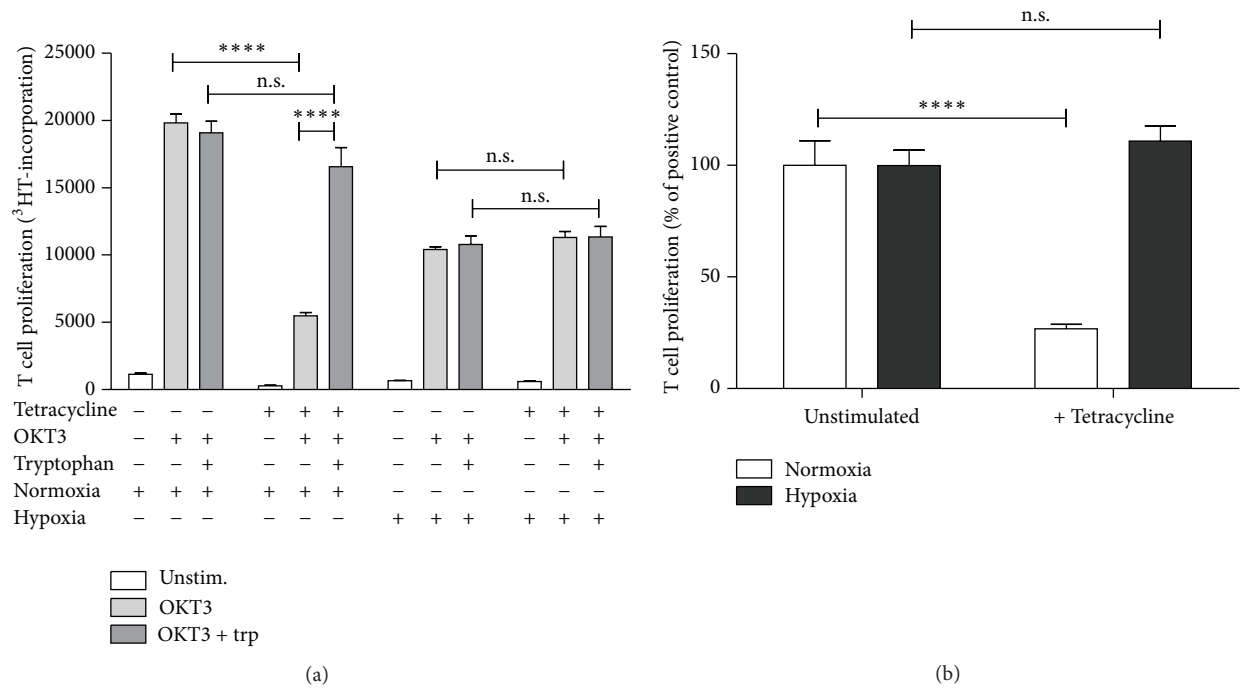 T cell proliferation (³HT-incorporation)
25000
20000
15000
10000
5000
0
****
n.s.
****
n.s.
n.s.
Tetracycline − − − + + + − − − + + +
OKT3 − + + − + + − + + − + +
Tryptophan − − + − − + − − + − − +
Normoxia + + + + + + − − − − − −
Hypoxia − − − − − − + + + + + +
Unstim.
OKT3
OKT3 + trp
(a)
T cell proliferation (% of positive control)
150
100
50
0
n.s.
****
Unstimulated
+ Tetracycline
Normoxia
Hypoxia
(b)